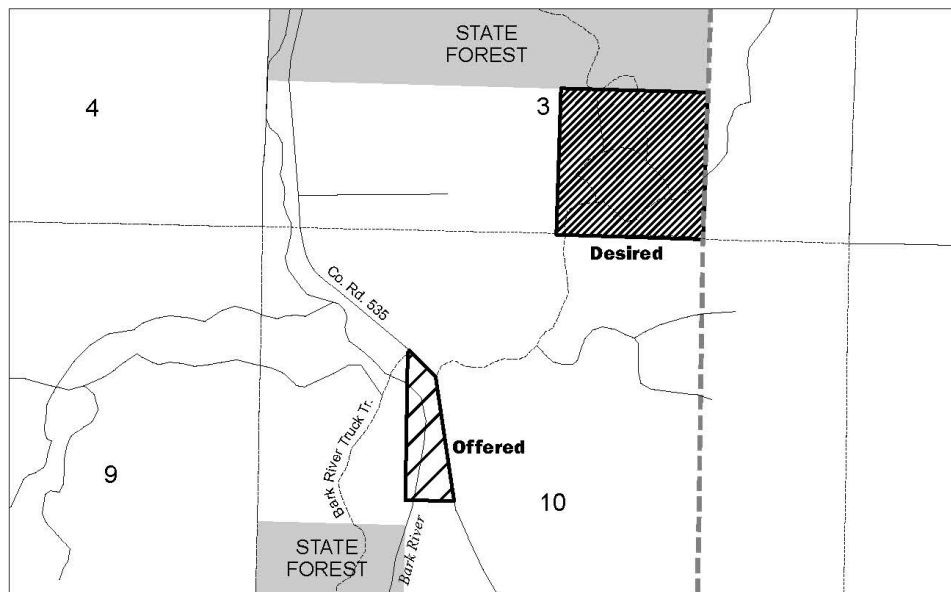 STATE
FOREST
4
3
Desired
Co. Rd. 535
Bark River Truck Tr.
Offered
9
10
STATE
FOREST
Bark River